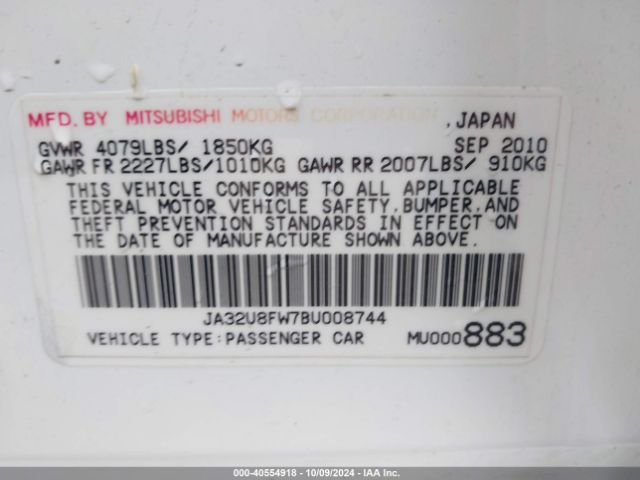 MFD. BY MITSUBISHI MOTORS CORPORATION , JAPAN
GVWR 4079LBS/ 1850KG SEP 2010
GAWR FR 2227LBS/1010KG GAWR RR 2007LBS/ 910KG
THIS VEHICLE CONFORMS TO ALL APPLICABLE
FEDERAL MOTOR VEHICLE SAFETY,BUMPER,AND
THEFT PREVENTION STANDARDS IN EFFECT ON
THE DATE OF MANUFACTURE SHOWN ABOVE.
JA32U8FW7BU008744
VEHICLE TYPE:PASSENGER CAR MU000883
000-40554918 - 10/09/2024 - IAA Inc.